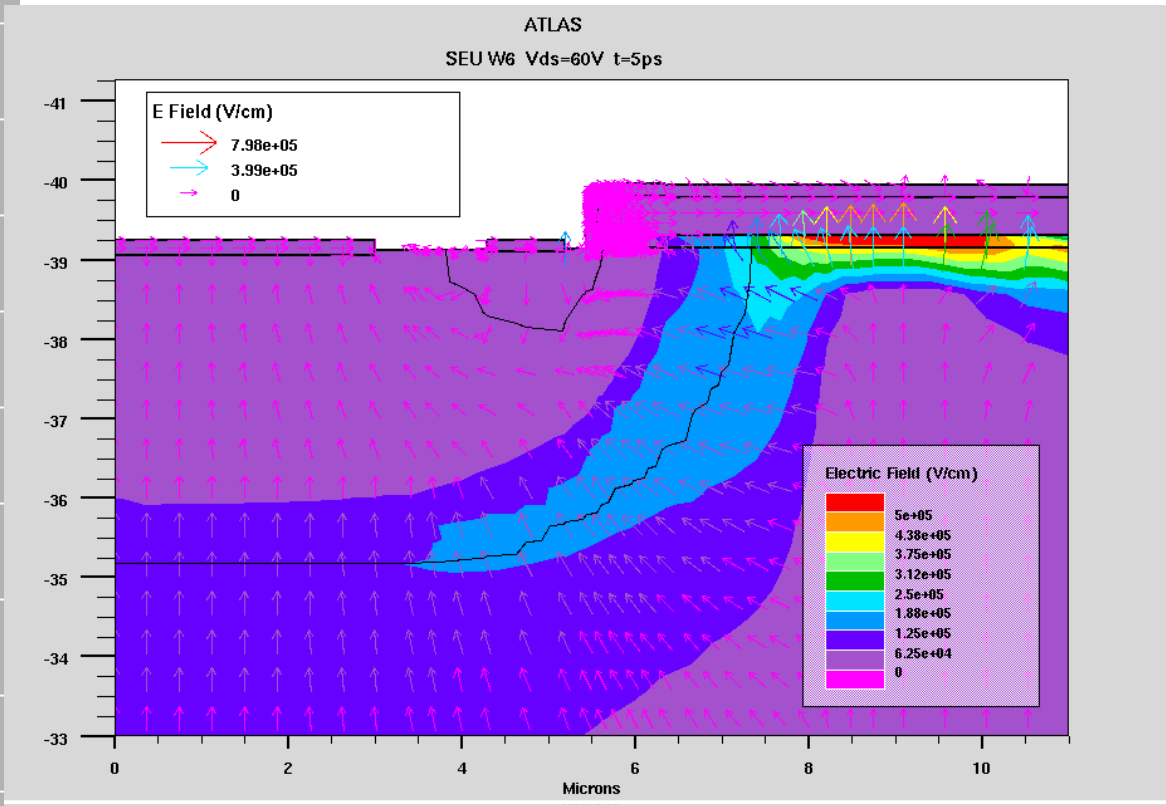 ATLAS
SEU W6 Vds=60V t=5ps
E Field (V/cm)
7.98e+05
3.99e+05
0
-41
-40
-39
-38
-37
-36
-35
-34
-33
Electric Field (V/cm)
5e+05
4.38e+05
3.75e+05
3.12e+05
2.5e+05
1.88e+05
1.25e+05
6.25e+04
0
0 2 4 6 8 10
Microns